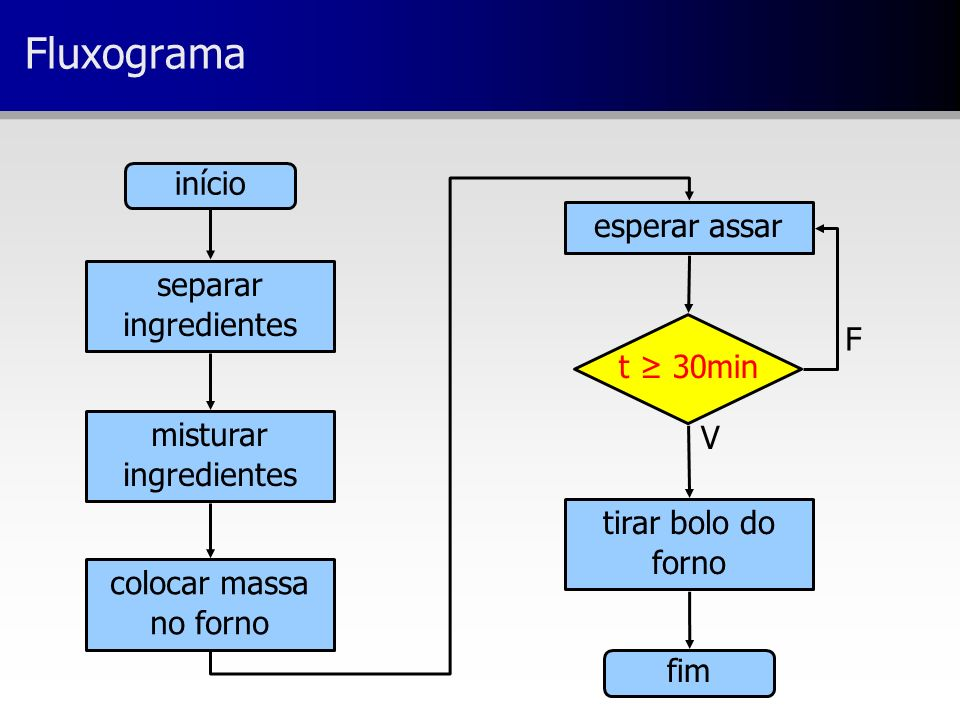 Fluxograma
início
separar
ingredientes
misturar
ingredientes
colocar massa
no forno
esperar assar
t ≥ 30min
F
V
tirar bolo do
forno
fim